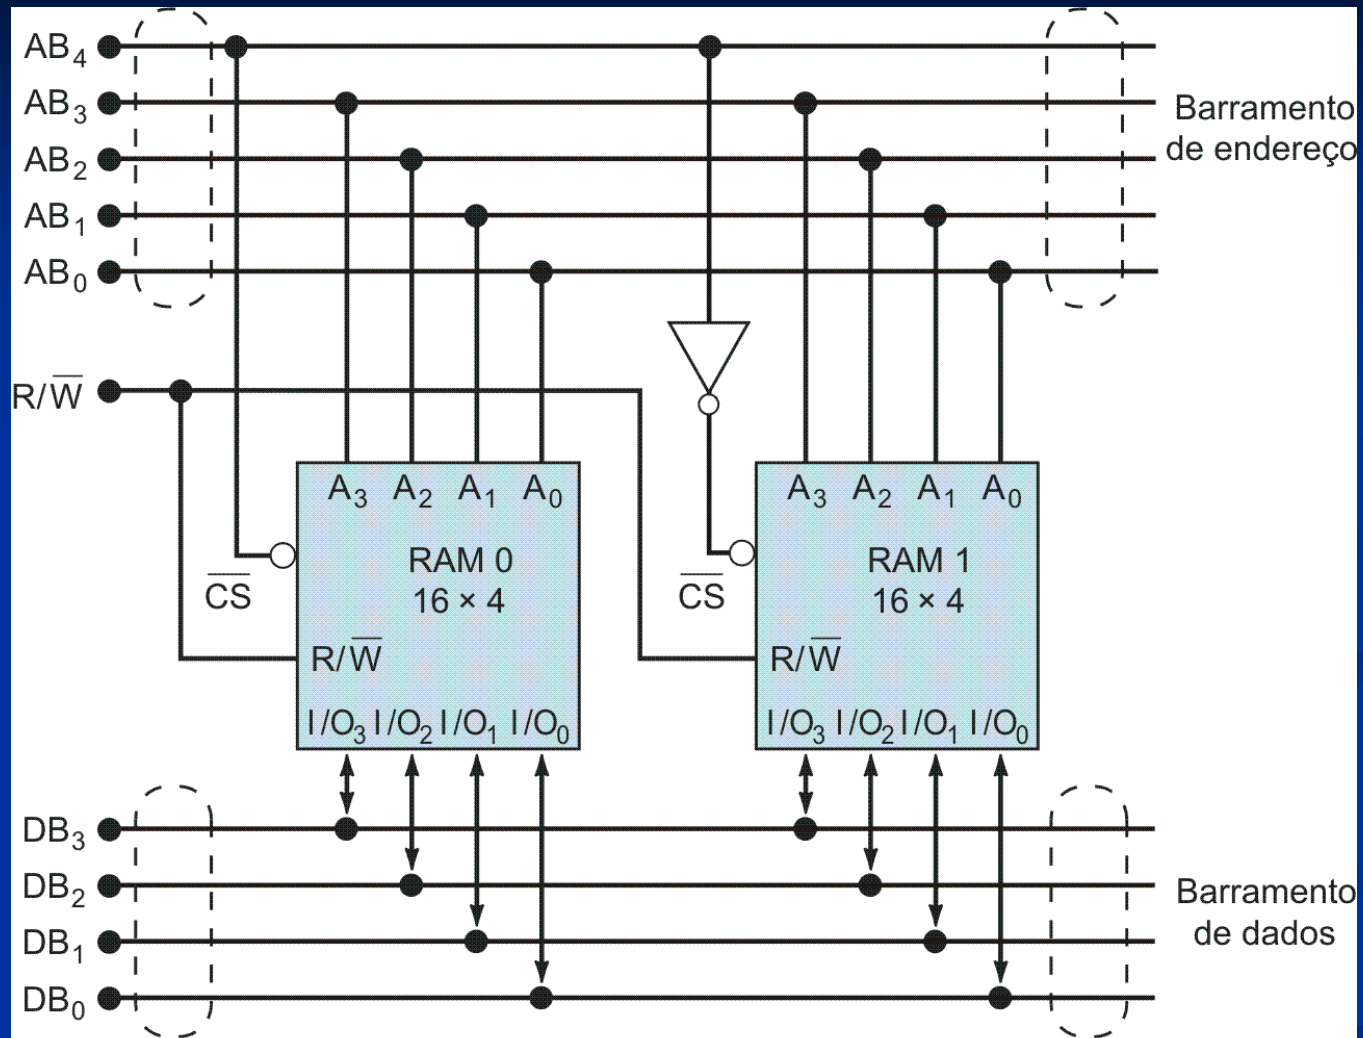 AB₄
AB₃
Barramento
de endereço
AB₂
AB₁
AB₀
R/W̅
A₃ A₂ A₁ A₀
A₃ A₂ A₁ A₀
RAM 0
16 × 4
RAM 1
16 × 4
C̅S̅
C̅S̅
R/W̅
R/W̅
I/O₃ I/O₂ I/O₁ I/O₀
I/O₃ I/O₂ I/O₁ I/O₀
DB₃
DB₂
Barramento
de dados
DB₁
DB₀